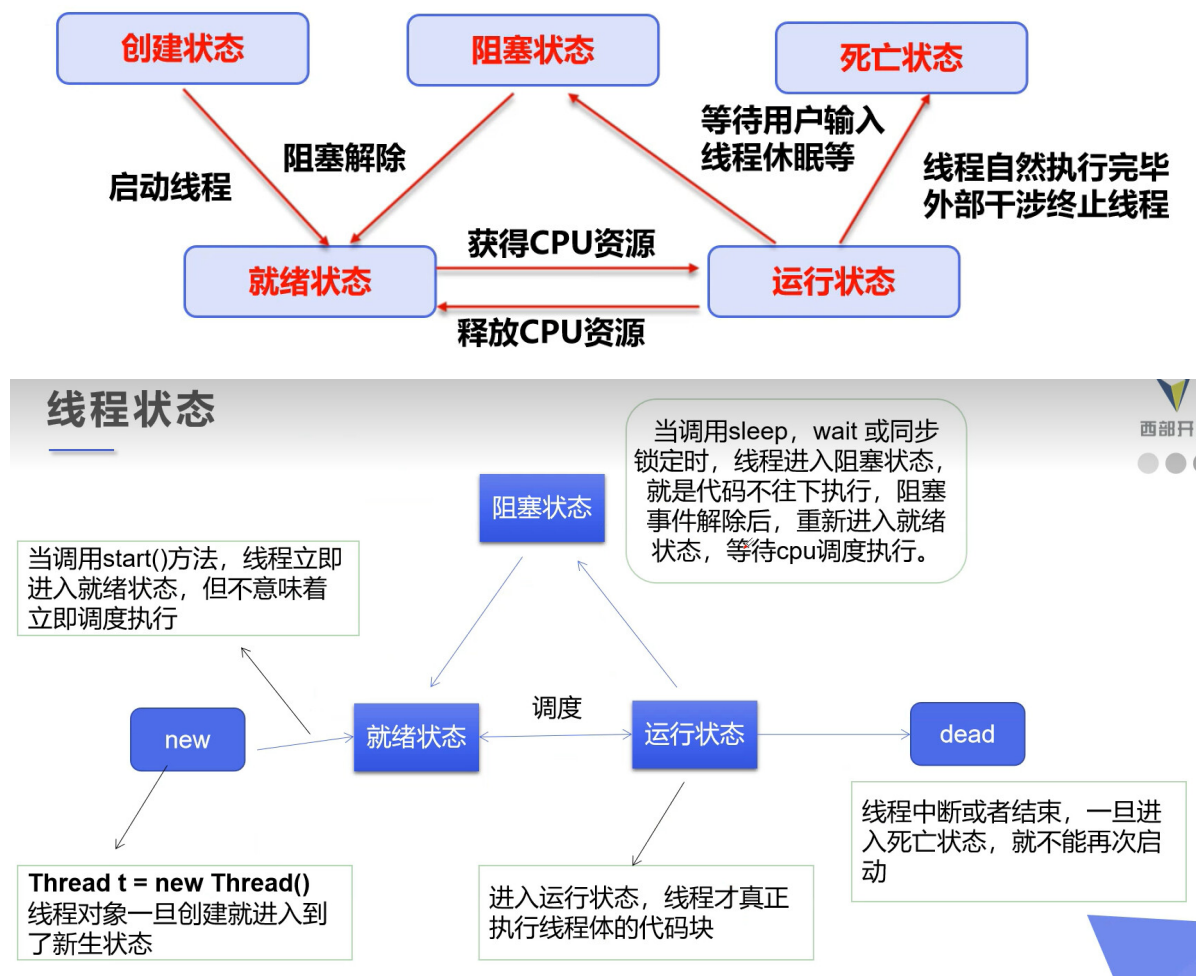 创建状态
阻塞状态
死亡状态
等待用户输入
线程休眠等
阻塞解除
线程自然执行完毕
外部干涉终止线程
启动线程
获得CPU资源
就绪状态
运行状态
释放CPU资源
线程状态
西部开
当调用sleep，wait 或同步
锁定时，线程进入阻塞状态，
就是代码不往下执行，阻塞
事件解除后，重新进入就绪
状态，等待cpu调度执行。
阻塞状态
当调用start()方法，线程立即
进入就绪状态，但不意味着
立即调度执行
new
就绪状态
调度
运行状态
dead
线程中断或者结束，一旦进
入死亡状态，就不能再次启
动
Thread t = new Thread()
线程对象一旦创建就进入到
了新生状态
进入运行状态，线程才真正
执行线程体的代码块